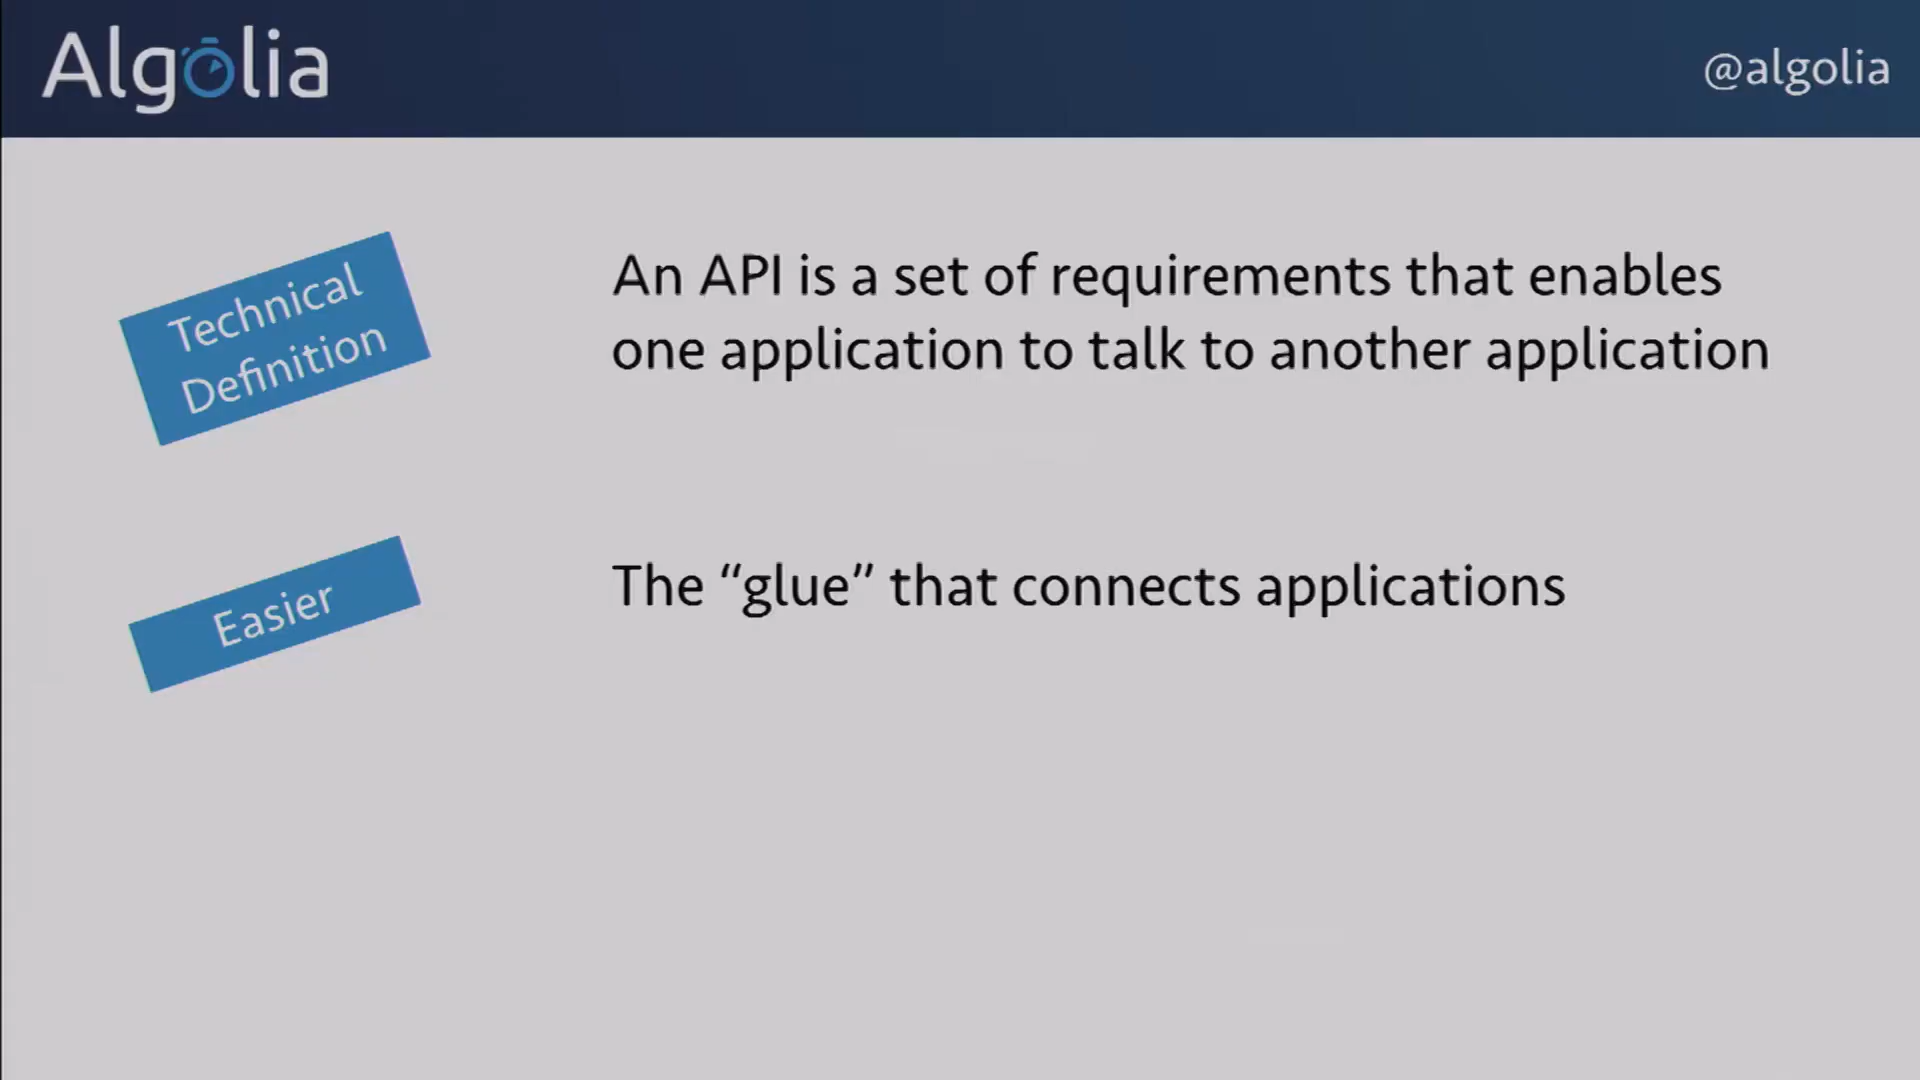 Algolia
@algolia
Technical
Definition
An API is a set of requirements that enables
one application to talk to another application
Easier
The “glue” that connects applications